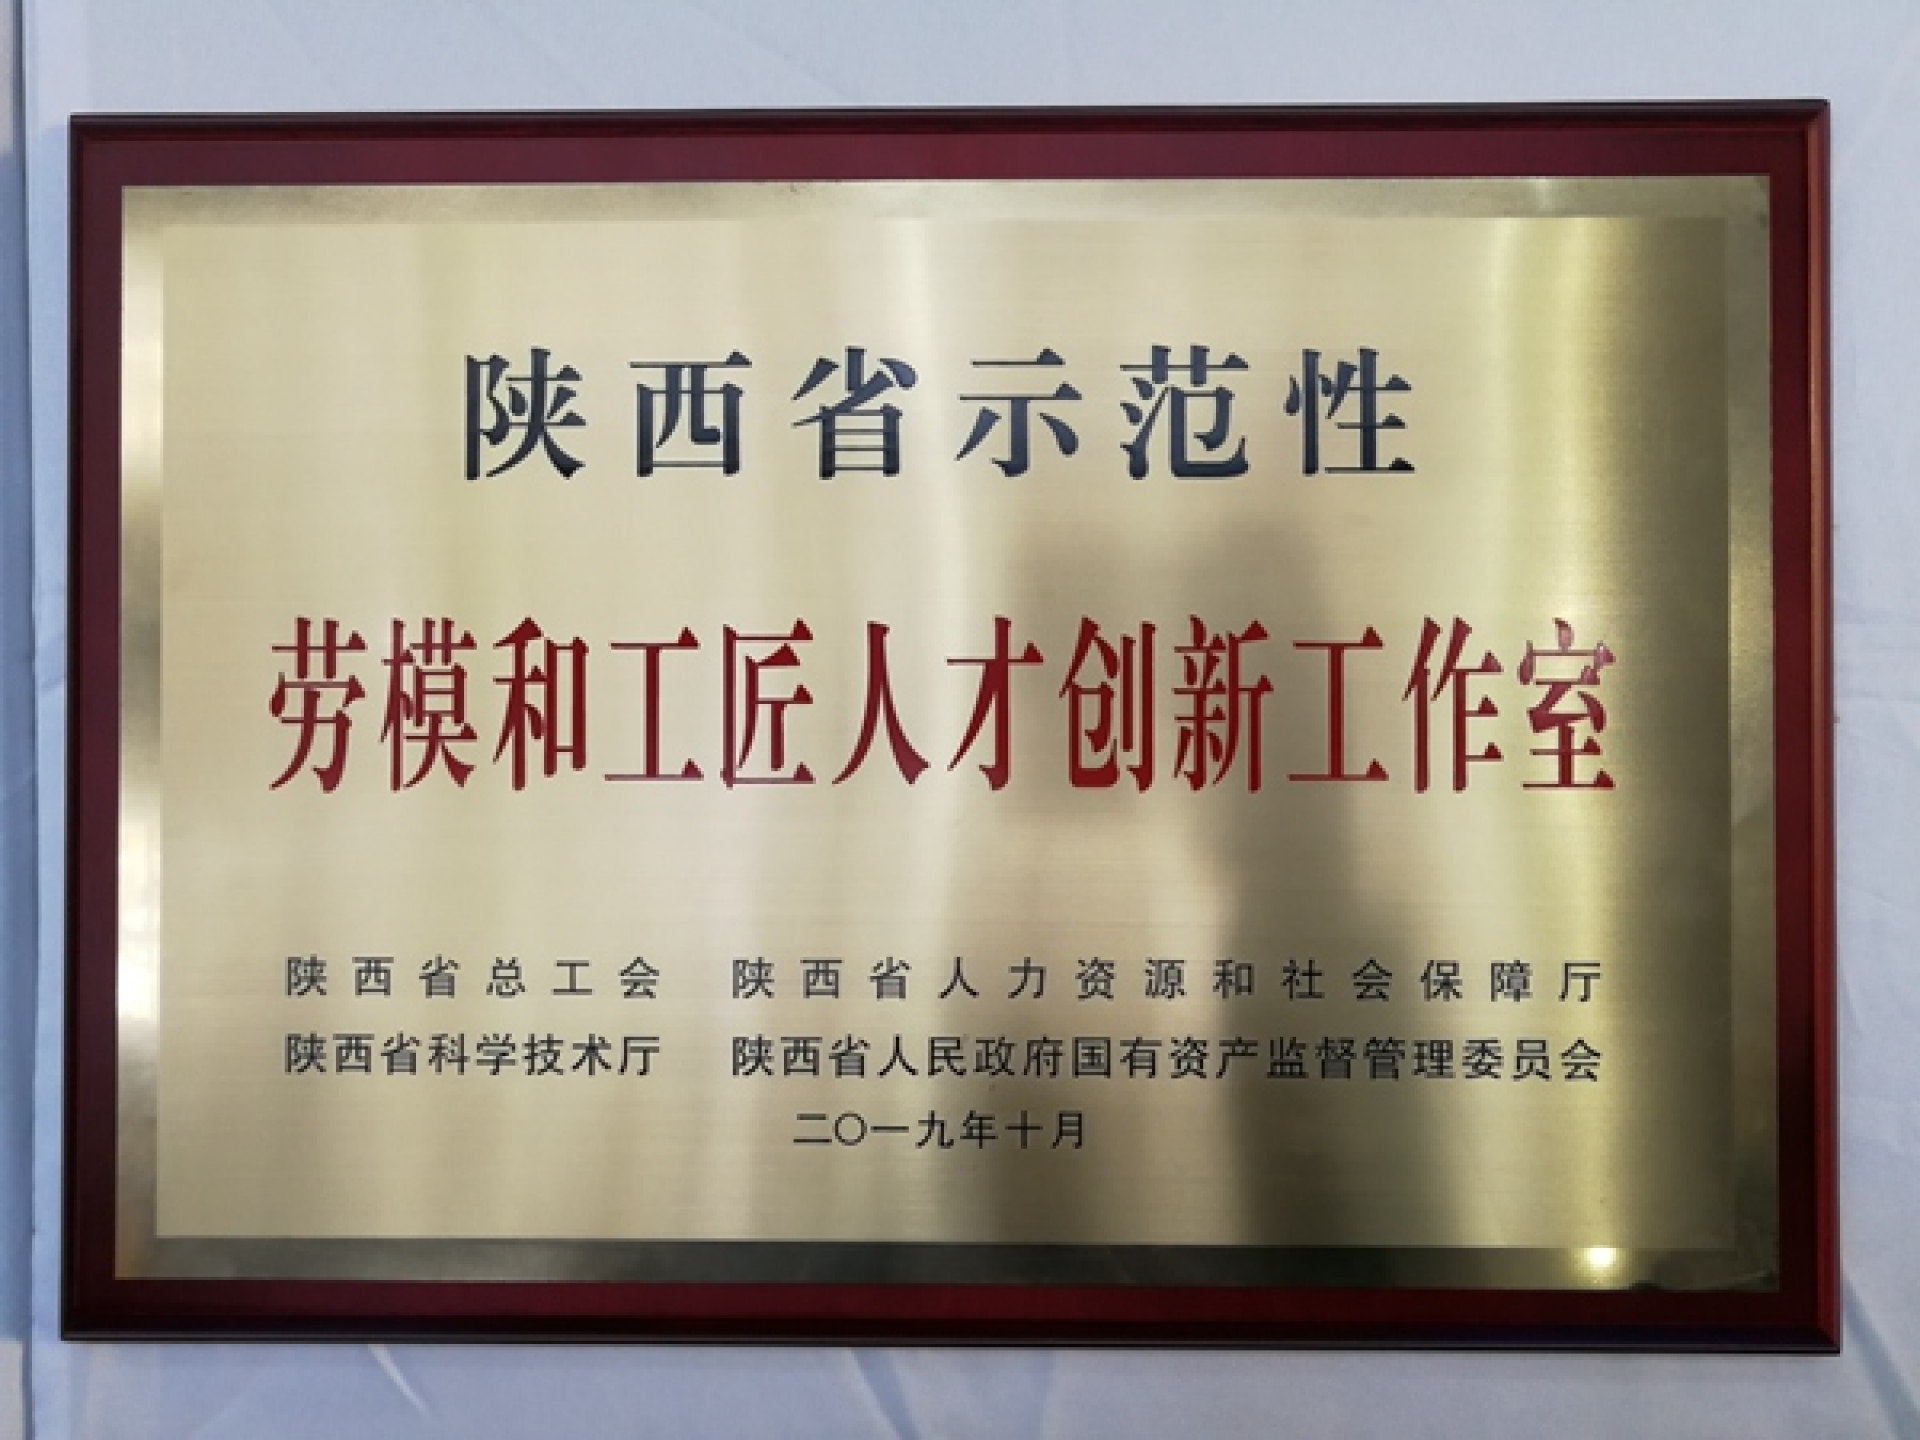 陕西省示范性
劳模和工匠人才创新工作室
陕西省总工会 陕西省人力资源和社会保障厅
陕西省科学技术厅 陕西省人民政府国有资产监督管理委员会
二〇一九年十月